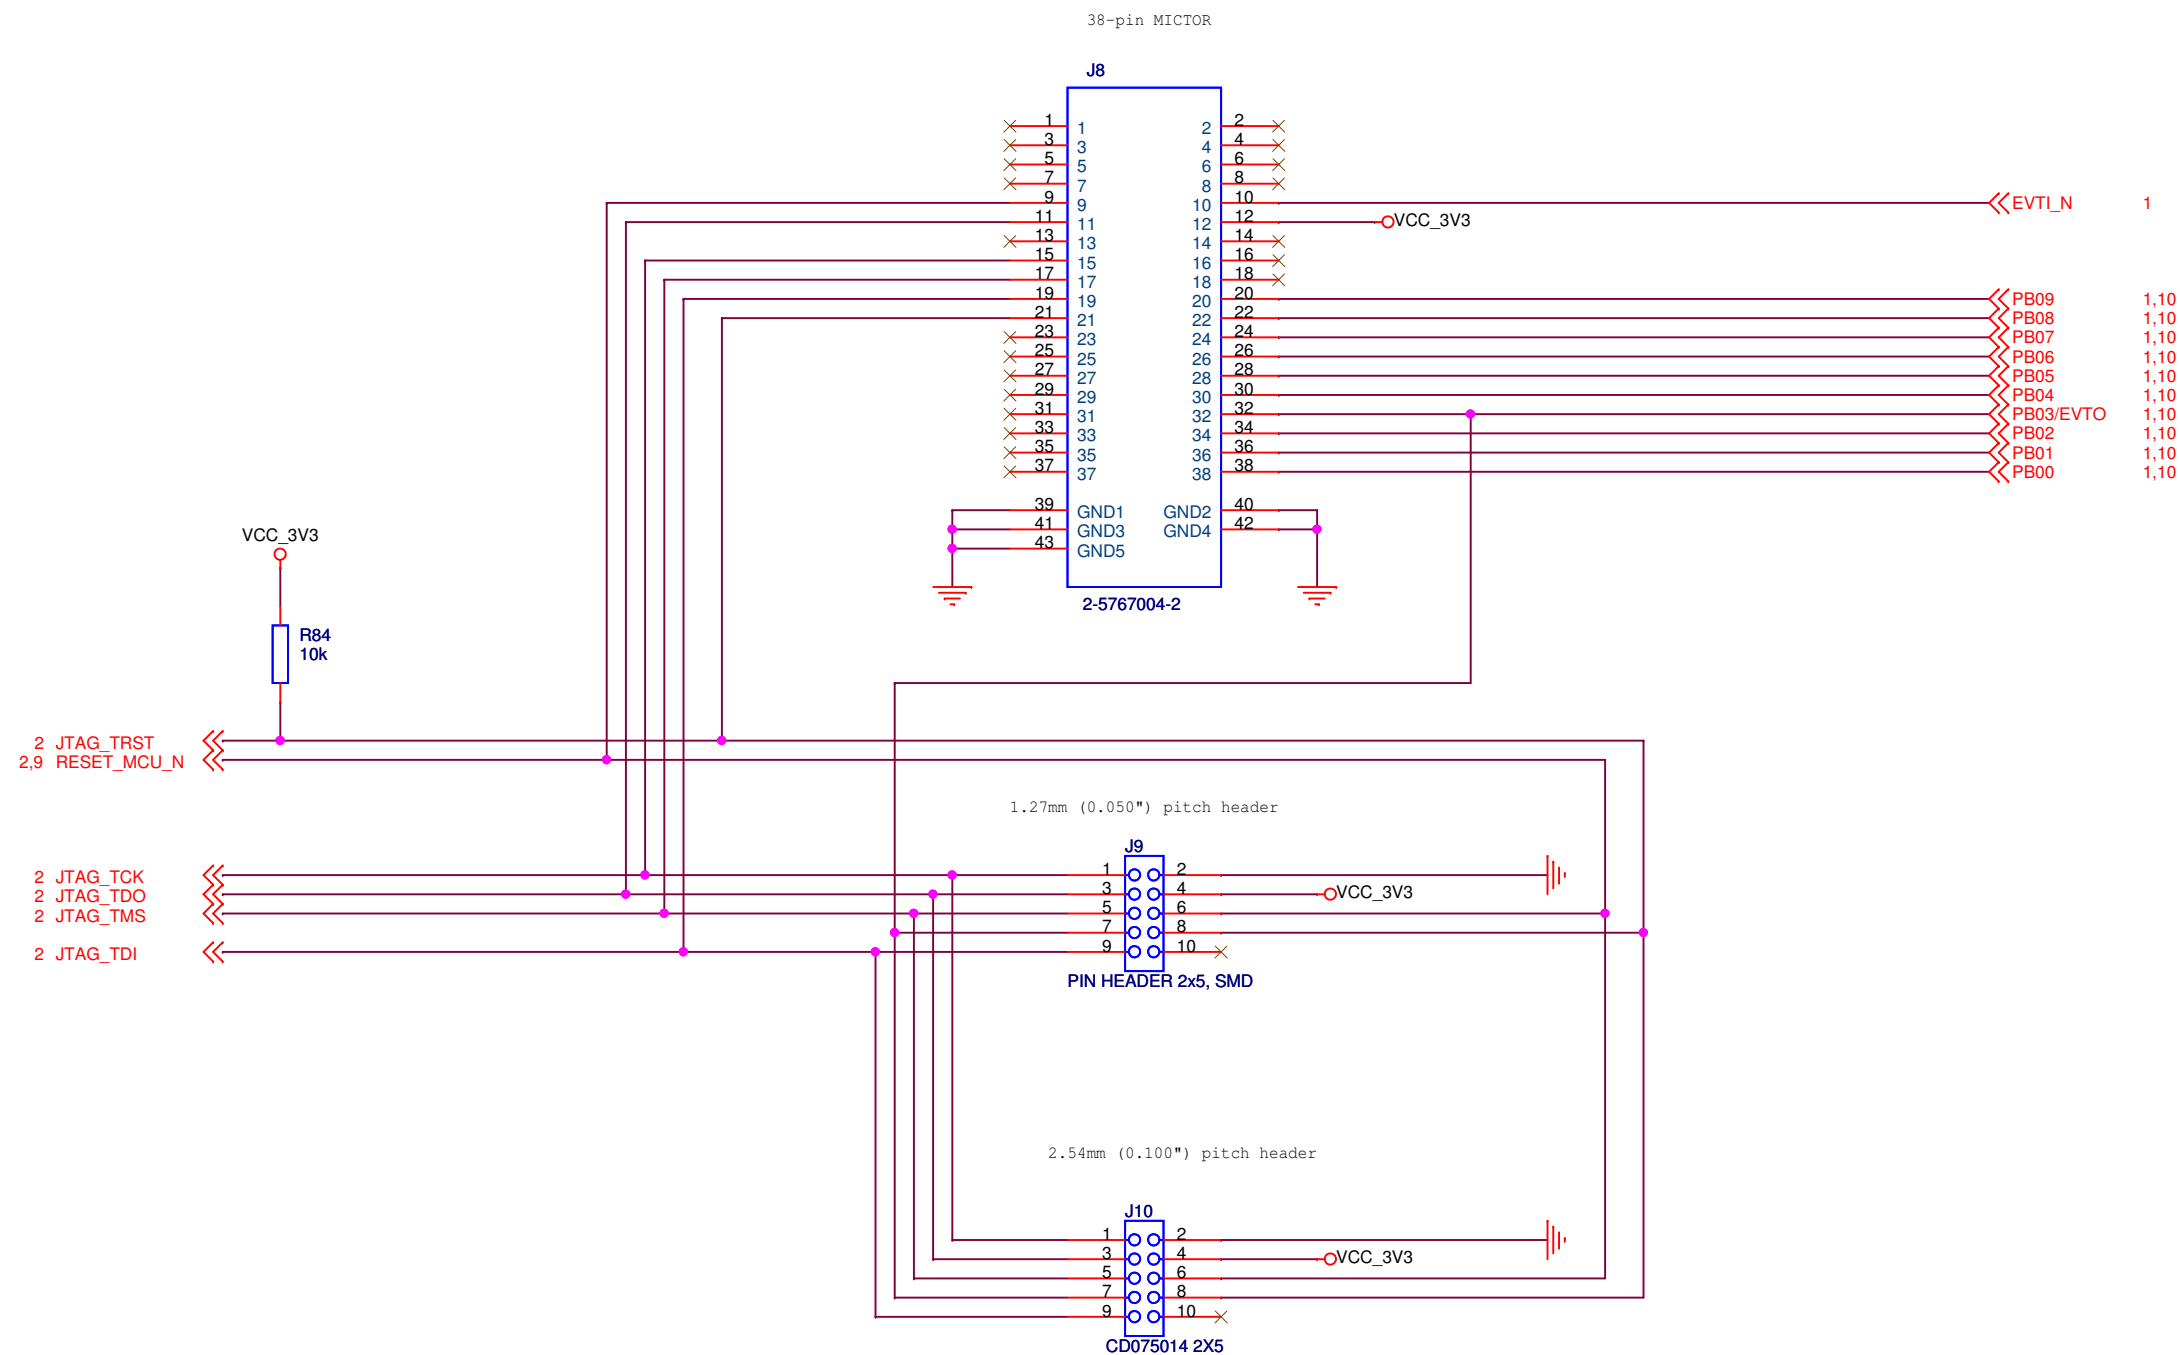 38-pin MICTOR
J8
1 1 2 2
3 3 4 4
5 5 6 6
7 7 8 8
9 9 10 10 EVTI_N 1
11 11 12 12 VCC_3V3
13 13 14 14
15 15 16 16
17 17 18 18
19 19 20 20 PB09 1,10
21 21 22 22 PB08 1,10
23 23 24 24 PB07 1,10
25 25 26 26 PB06 1,10
27 27 28 28 PB05 1,10
29 29 30 30 PB04 1,10
31 31 32 32 PB03/EVTO 1,10
33 33 34 34 PB02 1,10
35 35 36 36 PB01 1,10
37 37 38 38 PB00 1,10
39 GND1 GND2 40
41 GND3 GND4 42
43 GND5
2-5767004-2
VCC_3V3
R84
10k
2 JTAG_TRST
2,9 RESET_MCU_N
1.27mm (0.050") pitch header
J9
2 JTAG_TCK 1 2
2 JTAG_TDO 3 4 VCC_3V3
2 JTAG_TMS 5 6
7 8
2 JTAG_TDI 9 10
PIN HEADER 2x5, SMD
2.54mm (0.100") pitch header
J10
1 2
3 4 VCC_3V3
5 6
7 8
9 10
CD075014 2X5